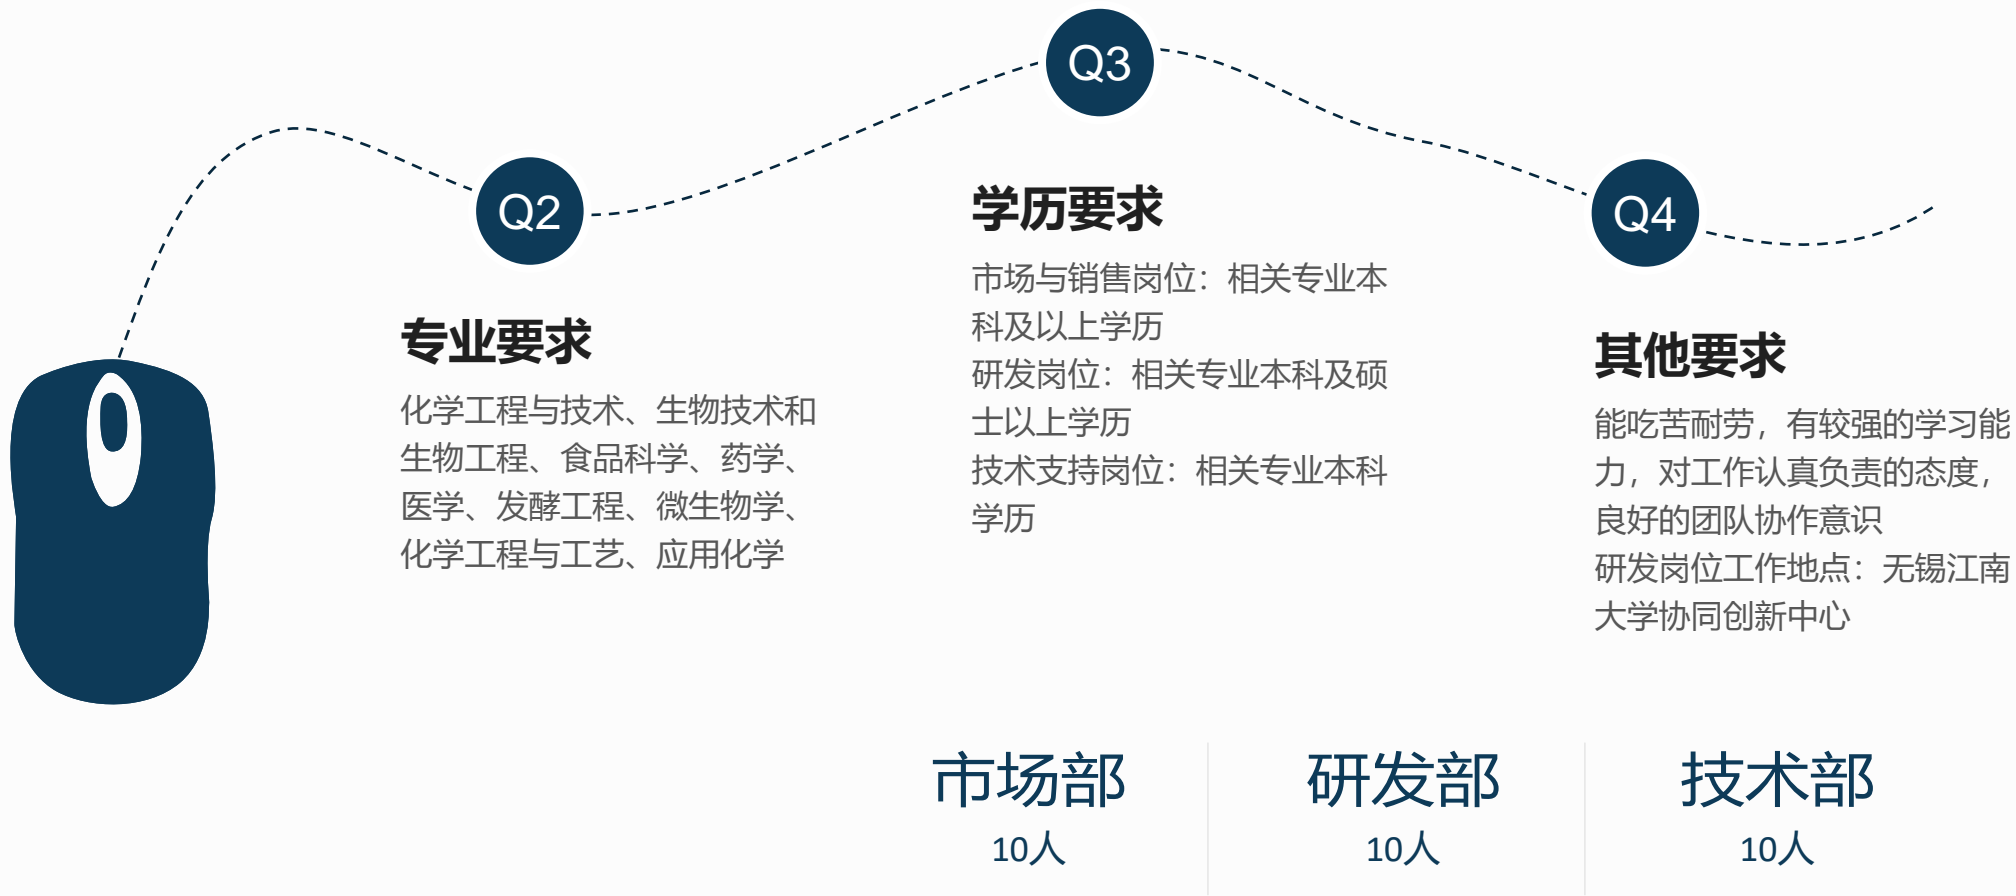 Q2
专业要求
化学工程与技术、生物技术和
生物工程、食品科学、药学、
医学、发酵工程、微生物学、
化学工程与工艺、应用化学
Q3
学历要求
市场与销售岗位：相关专业本
科及以上学历
研发岗位：相关专业本科及硕
士以上学历
技术支持岗位：相关专业本科
学历
Q4
其他要求
能吃苦耐劳，有较强的学习能
力，对工作认真负责的态度，
良好的团队协作意识
研发岗位工作地点：无锡江南
大学协同创新中心
市场部
10人
研发部
10人
技术部
10人